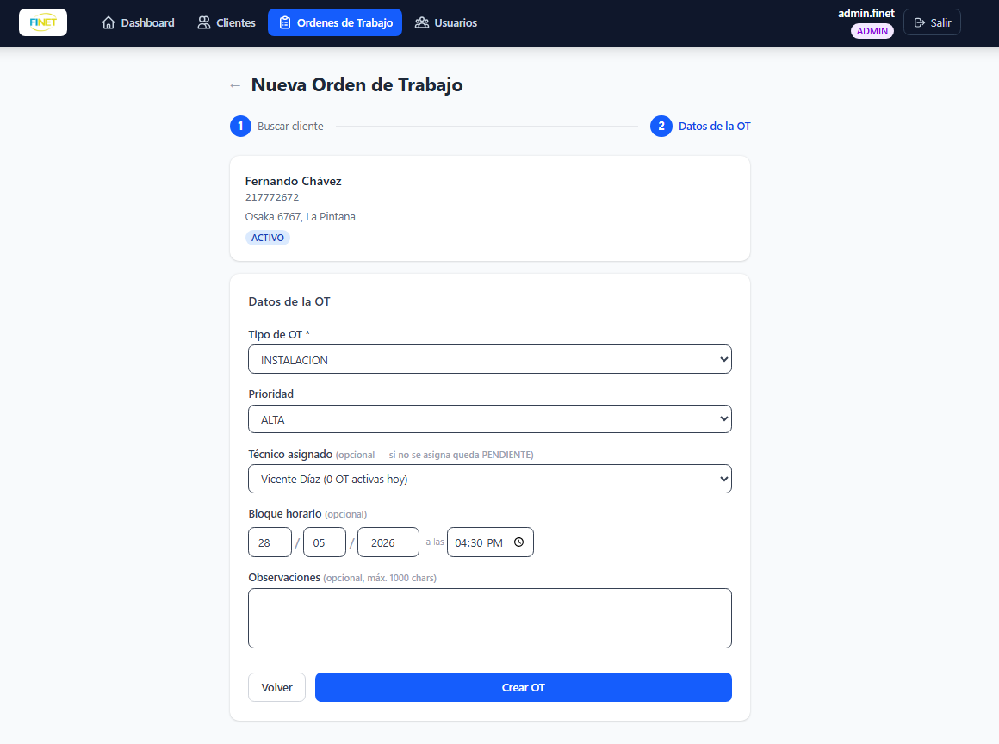 FINET
Dashboard
Clientes
Ordenes de Trabajo
Usuarios
admin.finet
ADMIN
Salir
← Nueva Orden de Trabajo
1 Buscar cliente
2 Datos de la OT
Fernando Chávez
217772672
Osaka 6767, La Pintana
ACTIVO
Datos de la OT
Tipo de OT *
INSTALACION
Prioridad
ALTA
Técnico asignado (opcional — si no se asigna queda PENDIENTE)
Vicente Díaz (0 OT activas hoy)
Bloque horario (opcional)
28 / 05 / 2026 a las 04:30 PM
Observaciones (opcional, máx. 1000 chars)
Volver
Crear OT